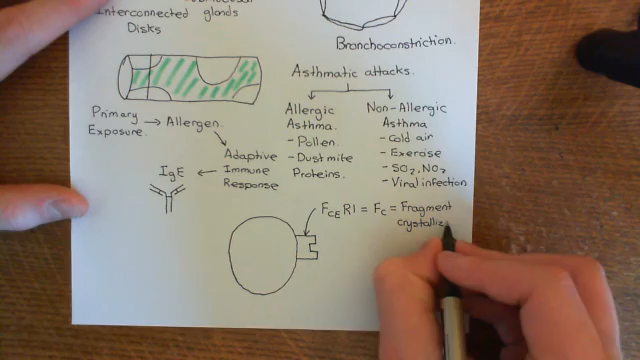 Interconnected glands
Disks
Bronchoconstriction.
Asthmatic attacks.
Primary
Exposure.
Allergen
Adaptive
Immune
Response
IgE
Allergic
Asthma.
- Pollen
- Dust mite
Proteins.
Non-Allergic
Asthma
- Cold air
- Exercise
- SO2, NO2
- Viral infection
FCERI = Fc = Fragment
crystalliz